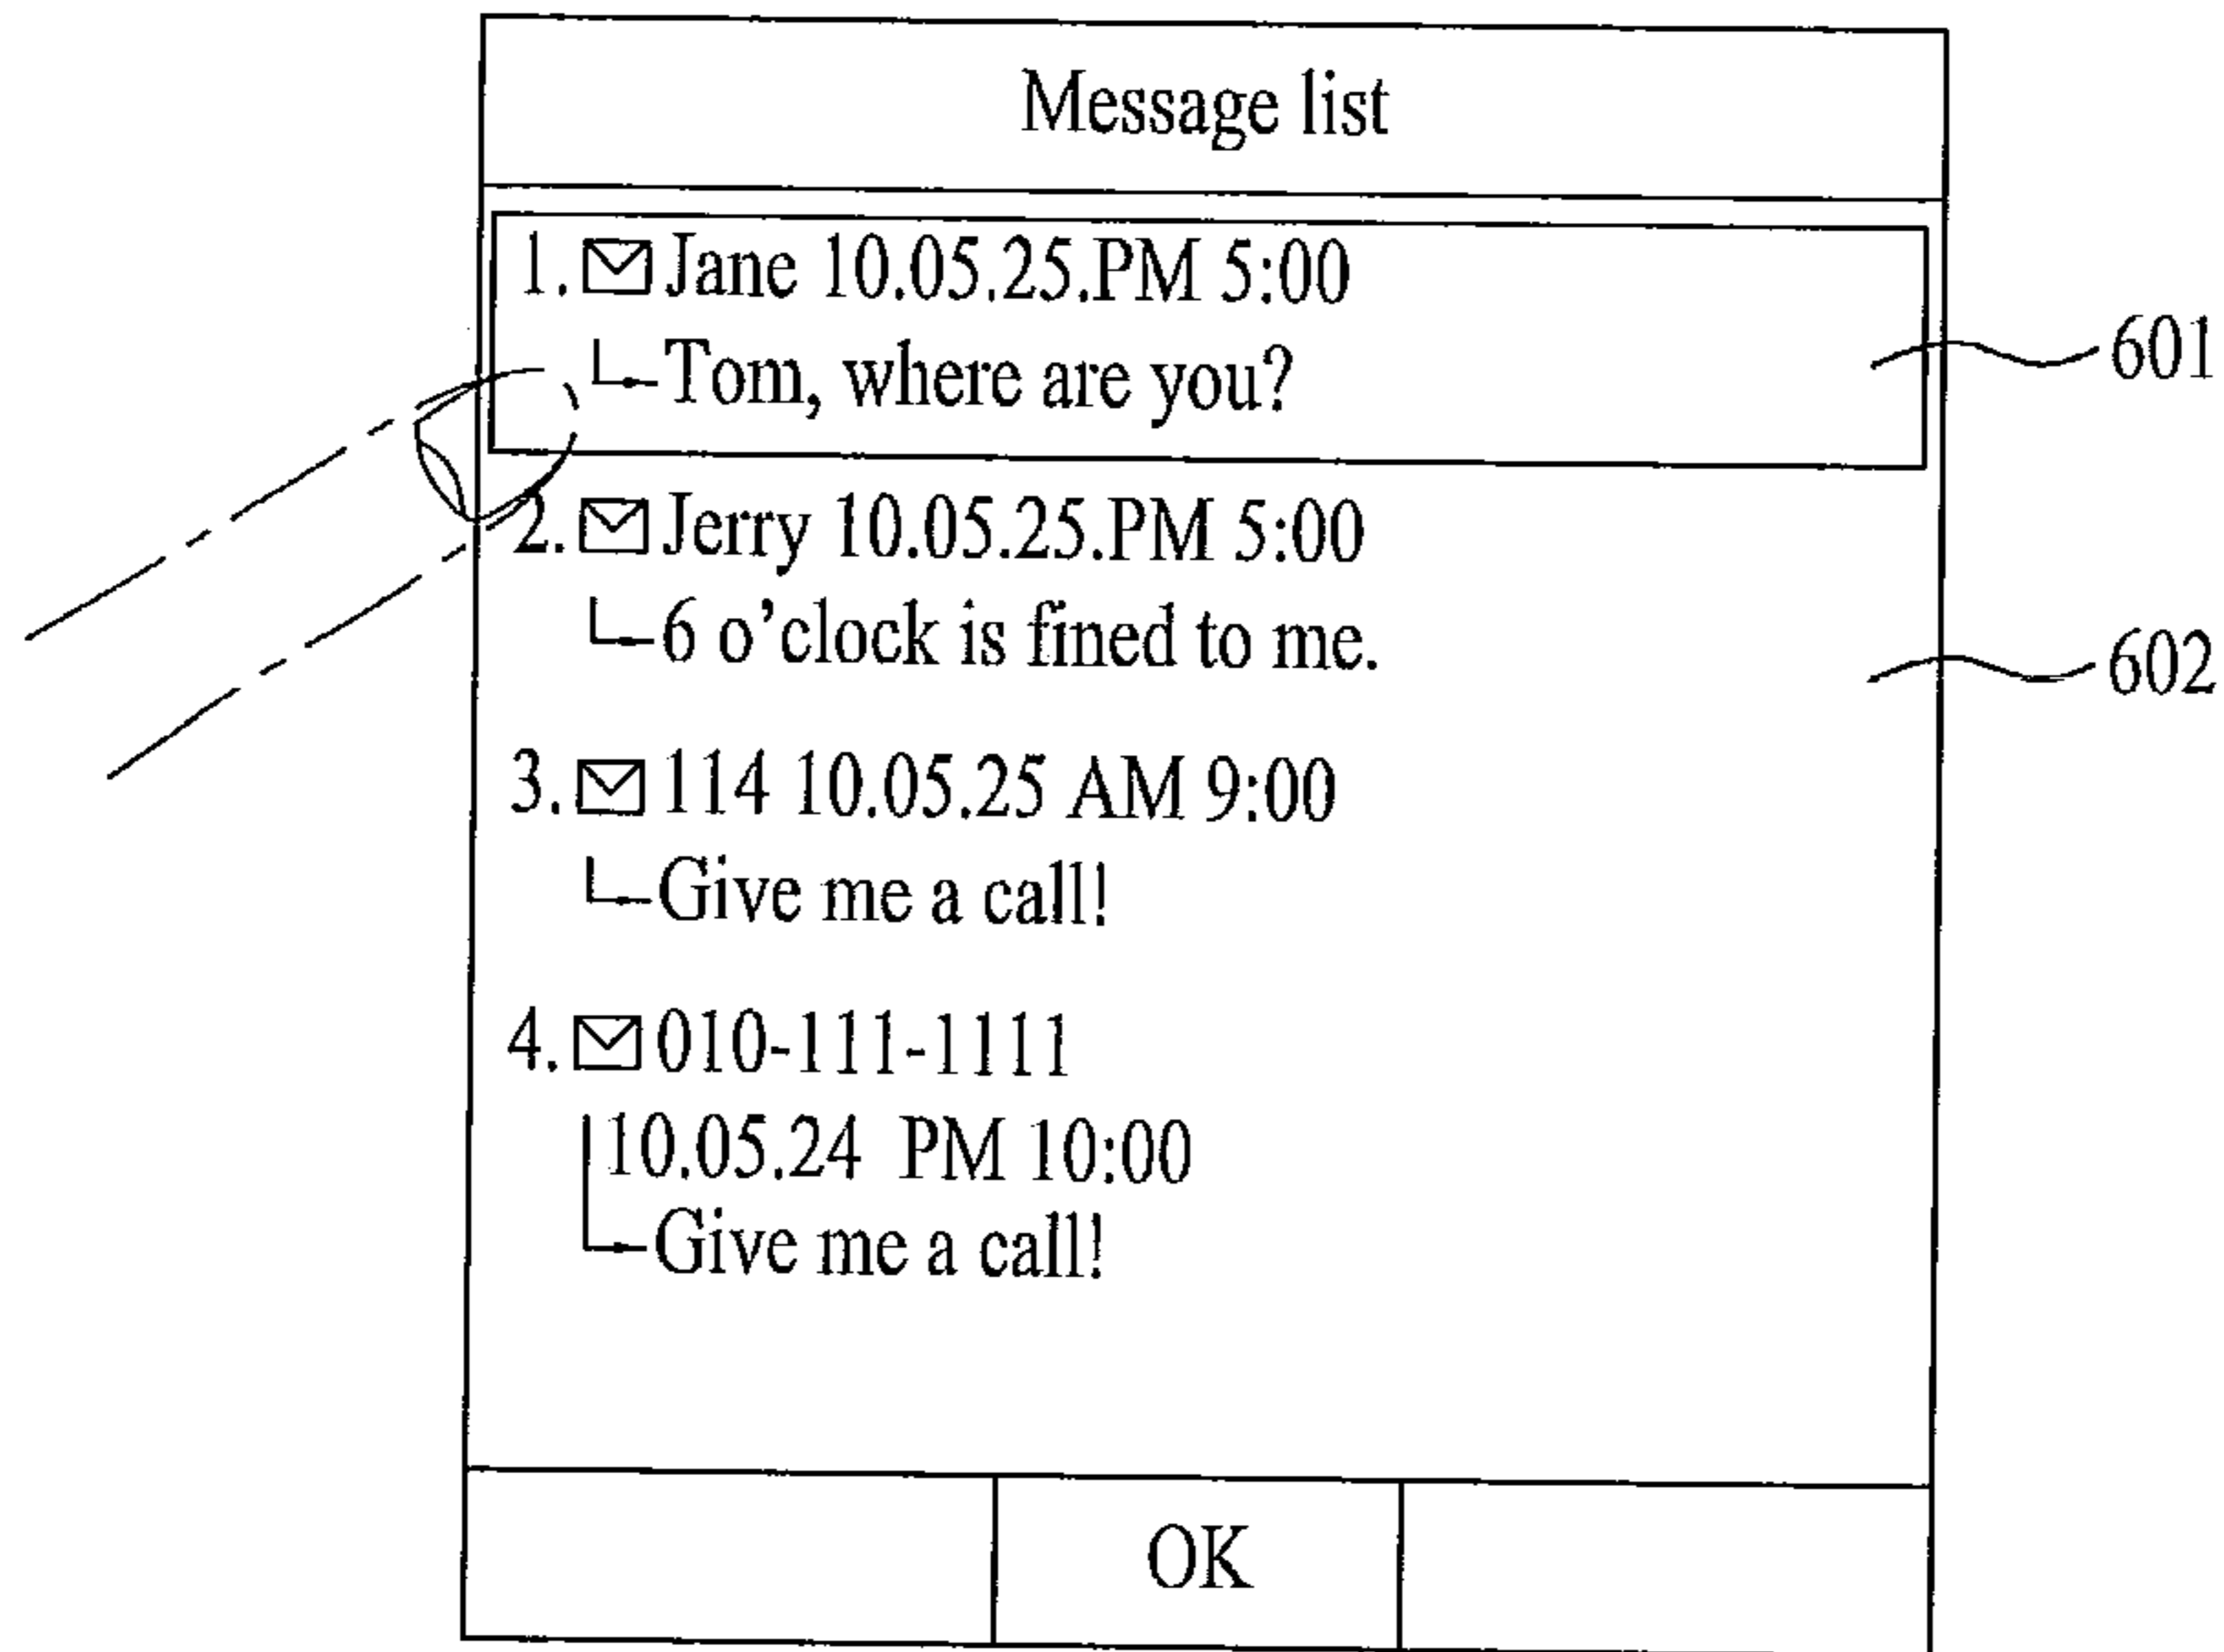 Message list
1. Jane 10.05.25.PM 5:00
Tom, where are you?
601
2. Jerry 10.05.25.PM 5:00
6 o'clock is fined to me.
602
3. 114 10.05.25 AM 9:00
Give me a call!
4. 010-111-1111
10.05.24 PM 10:00
Give me a call!
OK